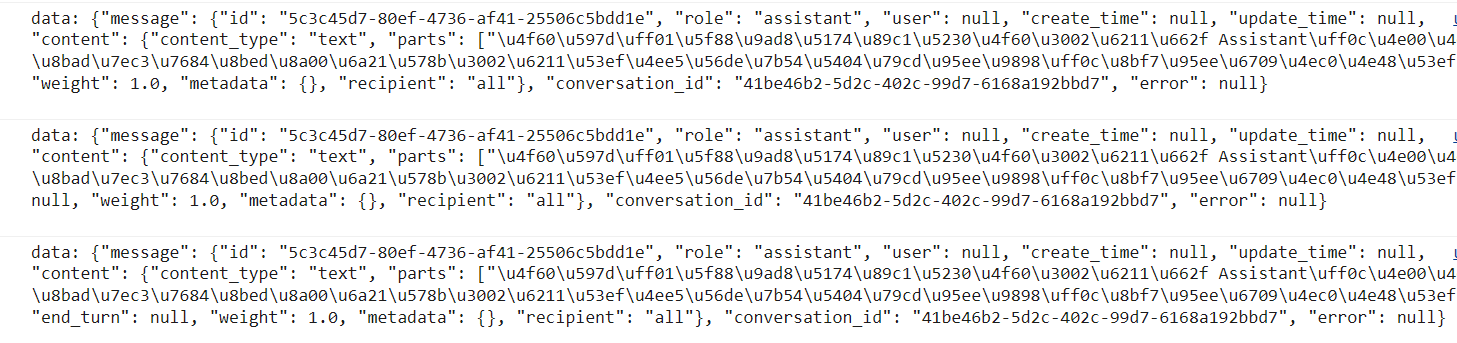 data: {"message": {"id": "5c3c45d7-80ef-4736-af41-25506c5bdd1e", "role": "assistant", "user": null, "create_time": null, "update_time": null,
"content": {"content_type": "text", "parts": ["\u4f60\u597d\uff01\u5f88\u9ad8\u5174\u89c1\u5230\u4f60\u3002\u6211\u662f Assistant\uff0c\u4e00\u4
\u8bad\u7ec3\u7684\u8bed\u8a00\u6a21\u578b\u3002\u6211\u53ef\u4ee5\u56de\u7b54\u5404\u79cd\u95ee\u9898\uff0c\u8bf7\u95ee\u6709\u4ec0\u4e48\u53ef
"weight": 1.0, "metadata": {}, "recipient": "all"}, "conversation_id": "41be46b2-5d2c-402c-99d7-6168a192bbd7", "error": null}
data: {"message": {"id": "5c3c45d7-80ef-4736-af41-25506c5bdd1e", "role": "assistant", "user": null, "create_time": null, "update_time": null,
"content": {"content_type": "text", "parts": ["\u4f60\u597d\uff01\u5f88\u9ad8\u5174\u89c1\u5230\u4f60\u3002\u6211\u662f Assistant\uff0c\u4e00\u4
\u8bad\u7ec3\u7684\u8bed\u8a00\u6a21\u578b\u3002\u6211\u53ef\u4ee5\u56de\u7b54\u5404\u79cd\u95ee\u9898\uff0c\u8bf7\u95ee\u6709\u4ec0\u4e48\u53ef
null, "weight": 1.0, "metadata": {}, "recipient": "all"}, "conversation_id": "41be46b2-5d2c-402c-99d7-6168a192bbd7", "error": null}
data: {"message": {"id": "5c3c45d7-80ef-4736-af41-25506c5bdd1e", "role": "assistant", "user": null, "create_time": null, "update_time": null,
"content": {"content_type": "text", "parts": ["\u4f60\u597d\uff01\u5f88\u9ad8\u5174\u89c1\u5230\u4f60\u3002\u6211\u662f Assistant\uff0c\u4e00\u4
\u8bad\u7ec3\u7684\u8bed\u8a00\u6a21\u578b\u3002\u6211\u53ef\u4ee5\u56de\u7b54\u5404\u79cd\u95ee\u9898\uff0c\u8bf7\u95ee\u6709\u4ec0\u4e48\u53ef
"end_turn": null, "weight": 1.0, "metadata": {}, "recipient": "all"}, "conversation_id": "41be46b2-5d2c-402c-99d7-6168a192bbd7", "error": null}